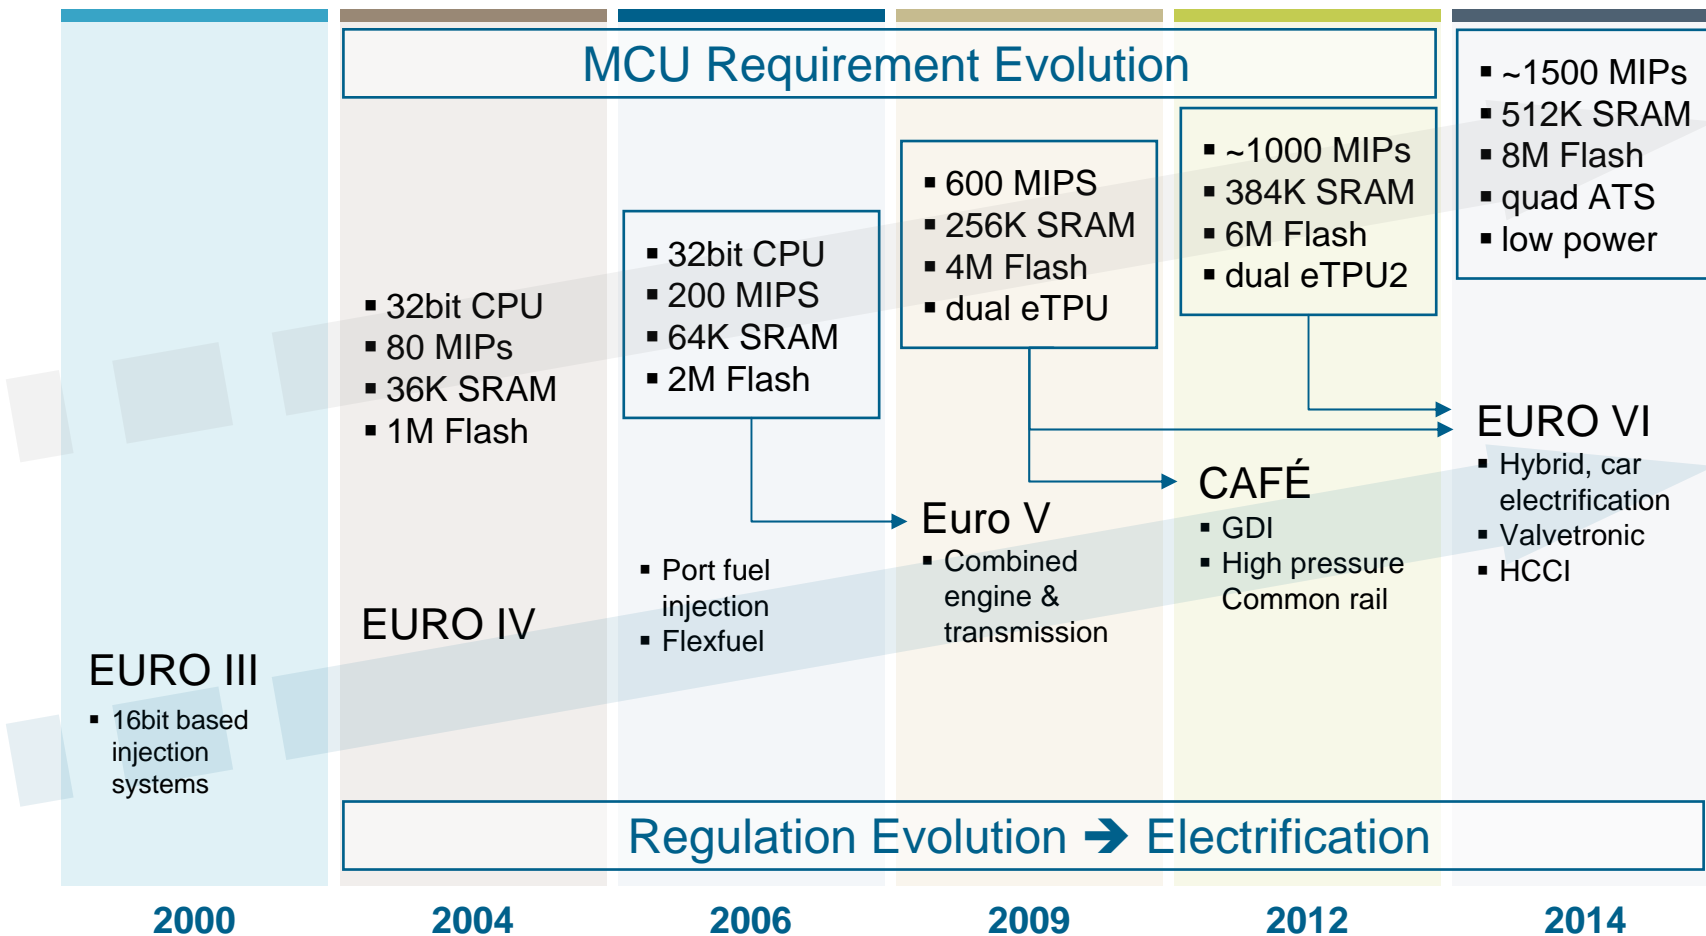 MCU Requirement Evolution
▪ ~1500 MIPs
▪ 512K SRAM
▪ 8M Flash
▪ quad ATS
▪ low power
▪ ~1000 MIPs
▪ 384K SRAM
▪ 6M Flash
▪ dual eTPU2
▪ 600 MIPS
▪ 256K SRAM
▪ 4M Flash
▪ dual eTPU
▪ 32bit CPU
▪ 200 MIPS
▪ 64K SRAM
▪ 2M Flash
▪ 32bit CPU
▪ 80 MIPs
▪ 36K SRAM
▪ 1M Flash
EURO III
▪ 16bit based
injection
systems
EURO IV
▪ Port fuel
injection
▪ Flexfuel
Euro V
▪ Combined
engine &
transmission
CAFÉ
▪ GDI
▪ High pressure
Common rail
EURO VI
▪ Hybrid, car
electrification
▪ Valvetronic
▪ HCCI
Regulation Evolution ➔ Electrification
2000
2004
2006
2009
2012
2014